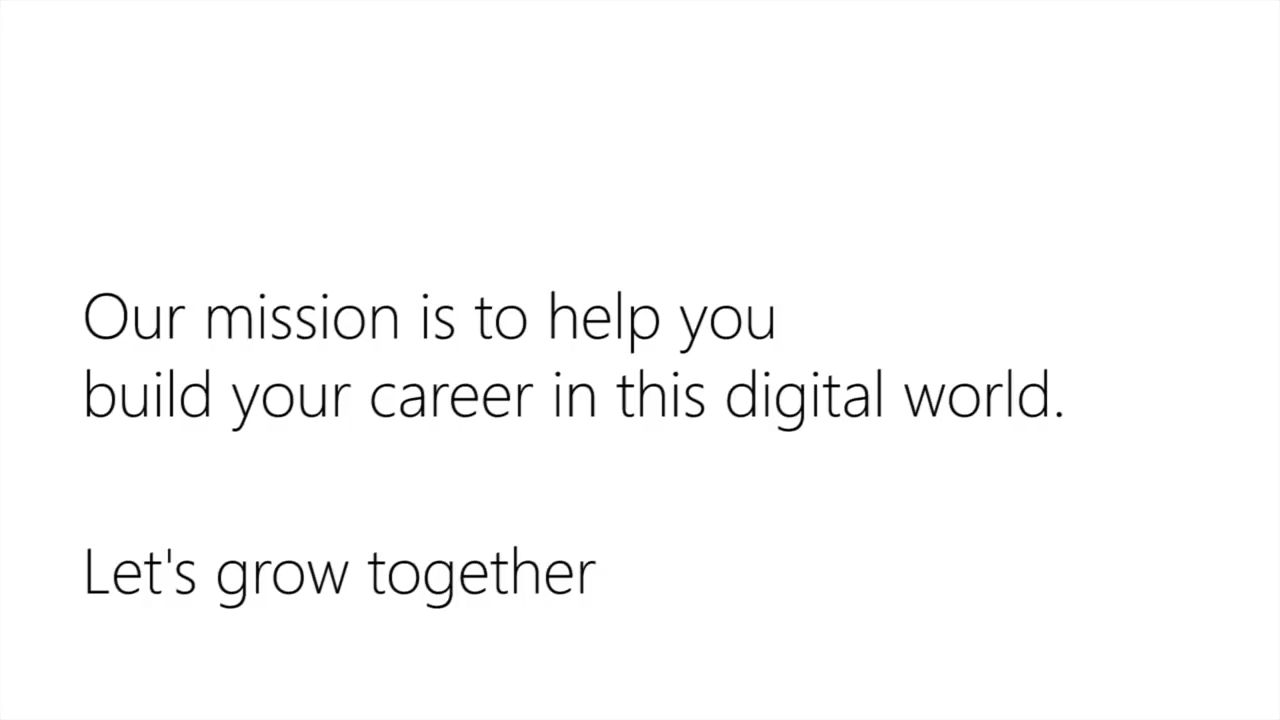 Our mission is to help you
build your career in this digital world.
Let's grow together